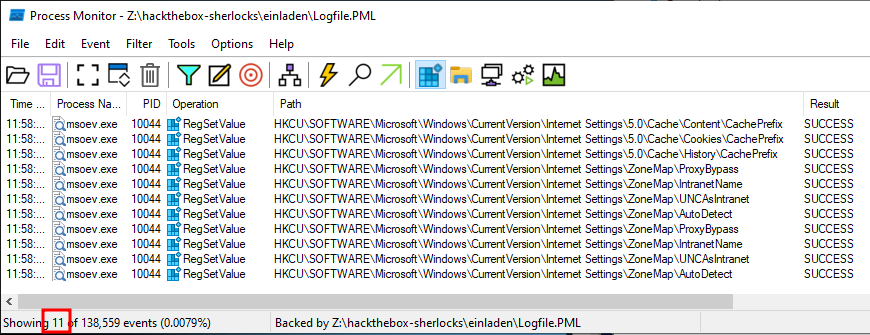 Process Monitor - Z:\hackthebox-sherlocks\einladen\Logfile.PML
File Edit Event Filter Tools Options Help
Time ... Process Na... PID Operation Path Result
11:58:... msoev.exe 10044 RegSetValue HKCU\SOFTWARE\Microsoft\Windows\CurrentVersion\Internet Settings\5.0\Cache\Content\CachePrefix SUCCESS
11:58:... msoev.exe 10044 RegSetValue HKCU\SOFTWARE\Microsoft\Windows\CurrentVersion\Internet Settings\5.0\Cache\Cookies\CachePrefix SUCCESS
11:58:... msoev.exe 10044 RegSetValue HKCU\SOFTWARE\Microsoft\Windows\CurrentVersion\Internet Settings\5.0\Cache\History\CachePrefix SUCCESS
11:58:... msoev.exe 10044 RegSetValue HKCU\SOFTWARE\Microsoft\Windows\CurrentVersion\Internet Settings\ZoneMap\ProxyBypass SUCCESS
11:58:... msoev.exe 10044 RegSetValue HKCU\SOFTWARE\Microsoft\Windows\CurrentVersion\Internet Settings\ZoneMap\IntranetName SUCCESS
11:58:... msoev.exe 10044 RegSetValue HKCU\SOFTWARE\Microsoft\Windows\CurrentVersion\Internet Settings\ZoneMap\UNCAsIntranet SUCCESS
11:58:... msoev.exe 10044 RegSetValue HKCU\SOFTWARE\Microsoft\Windows\CurrentVersion\Internet Settings\ZoneMap\AutoDetect SUCCESS
11:58:... msoev.exe 10044 RegSetValue HKCU\SOFTWARE\Microsoft\Windows\CurrentVersion\Internet Settings\ZoneMap\ProxyBypass SUCCESS
11:58:... msoev.exe 10044 RegSetValue HKCU\SOFTWARE\Microsoft\Windows\CurrentVersion\Internet Settings\ZoneMap\IntranetName SUCCESS
11:58:... msoev.exe 10044 RegSetValue HKCU\SOFTWARE\Microsoft\Windows\CurrentVersion\Internet Settings\ZoneMap\UNCAsIntranet SUCCESS
11:58:... msoev.exe 10044 RegSetValue HKCU\SOFTWARE\Microsoft\Windows\CurrentVersion\Internet Settings\ZoneMap\AutoDetect SUCCESS
Showing 11 of 138,559 events (0.0079%) Backed by Z:\hackthebox-sherlocks\einladen\Logfile.PML